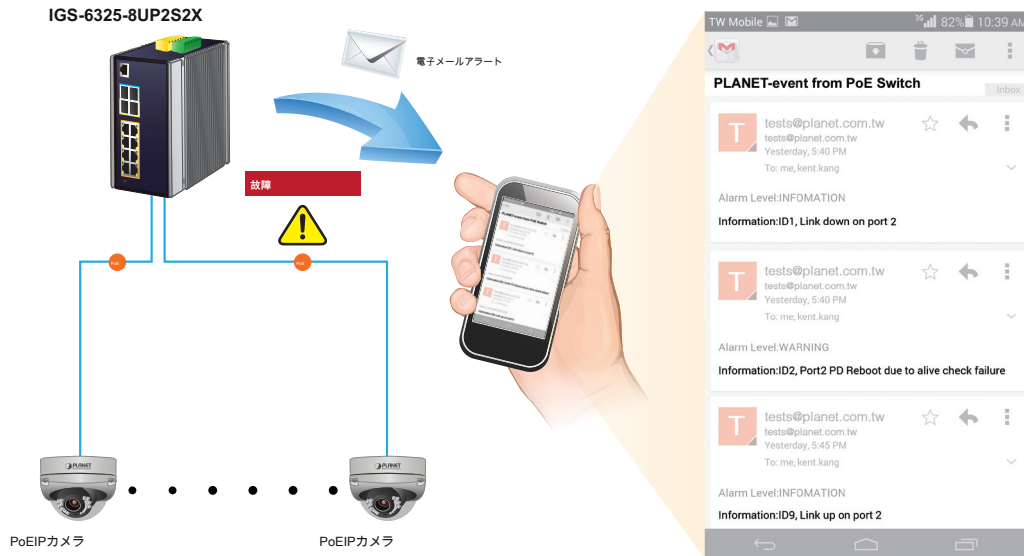 IGS-6325-8UP2S2X
電子メールアラート
故障
PoE
PoE
PLANET
PLANET
PoEIPカメラ
PoEIPカメラ
TW Mobile
3G 82% 10:39 AM
PLANET-event from PoE Switch
Inbox
T
tests@planet.com.tw
tests@planet.com.tw
Yesterday, 5:40 PM
To: me, kent.kang
Alarm Level:INFOMATION
Information:ID1, Link down on port 2
T
tests@planet.com.tw
tests@planet.com.tw
Yesterday, 5:40 PM
To: me, kent.kang
Alarm Level:WARNING
Information:ID2, Port2 PD Reboot due to alive check failure
T
tests@planet.com.tw
tests@planet.com.tw
Yesterday, 5:45 PM
To: me, kent.kang
Alarm Level:INFOMATION
Information:ID9, Link up on port 2